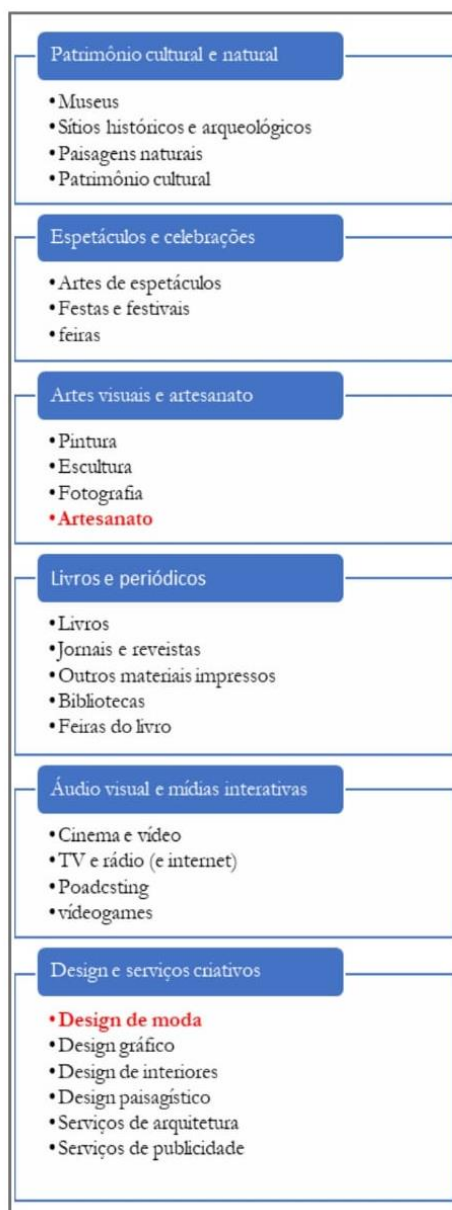 Patrimônio cultural e natural
•Museus
•Sítios históricos e arqueológicos
•Paisagens naturais
•Patrimônio cultural
Espetáculos e celebrações
•Artes de espetáculos
•Festas e festivais
•feiras
Artes visuais e artesanato
•Pintura
•Escultura
•Fotografia
•Artesanato
Livros e periódicos
•Livros
•Jornais e reveistas
•Outros materiais impressos
•Bibliotecas
•Feiras do livro
Áudio visual e mídias interativas
•Cinema e vídeo
•TV e rádio (e internet)
•Poadcsting
•vídeogames
Design e serviços criativos
•Design de moda
•Design gráfico
•Design de interiores
•Design paisagístico
•Serviços de arquitetura
•Serviços de publicidade